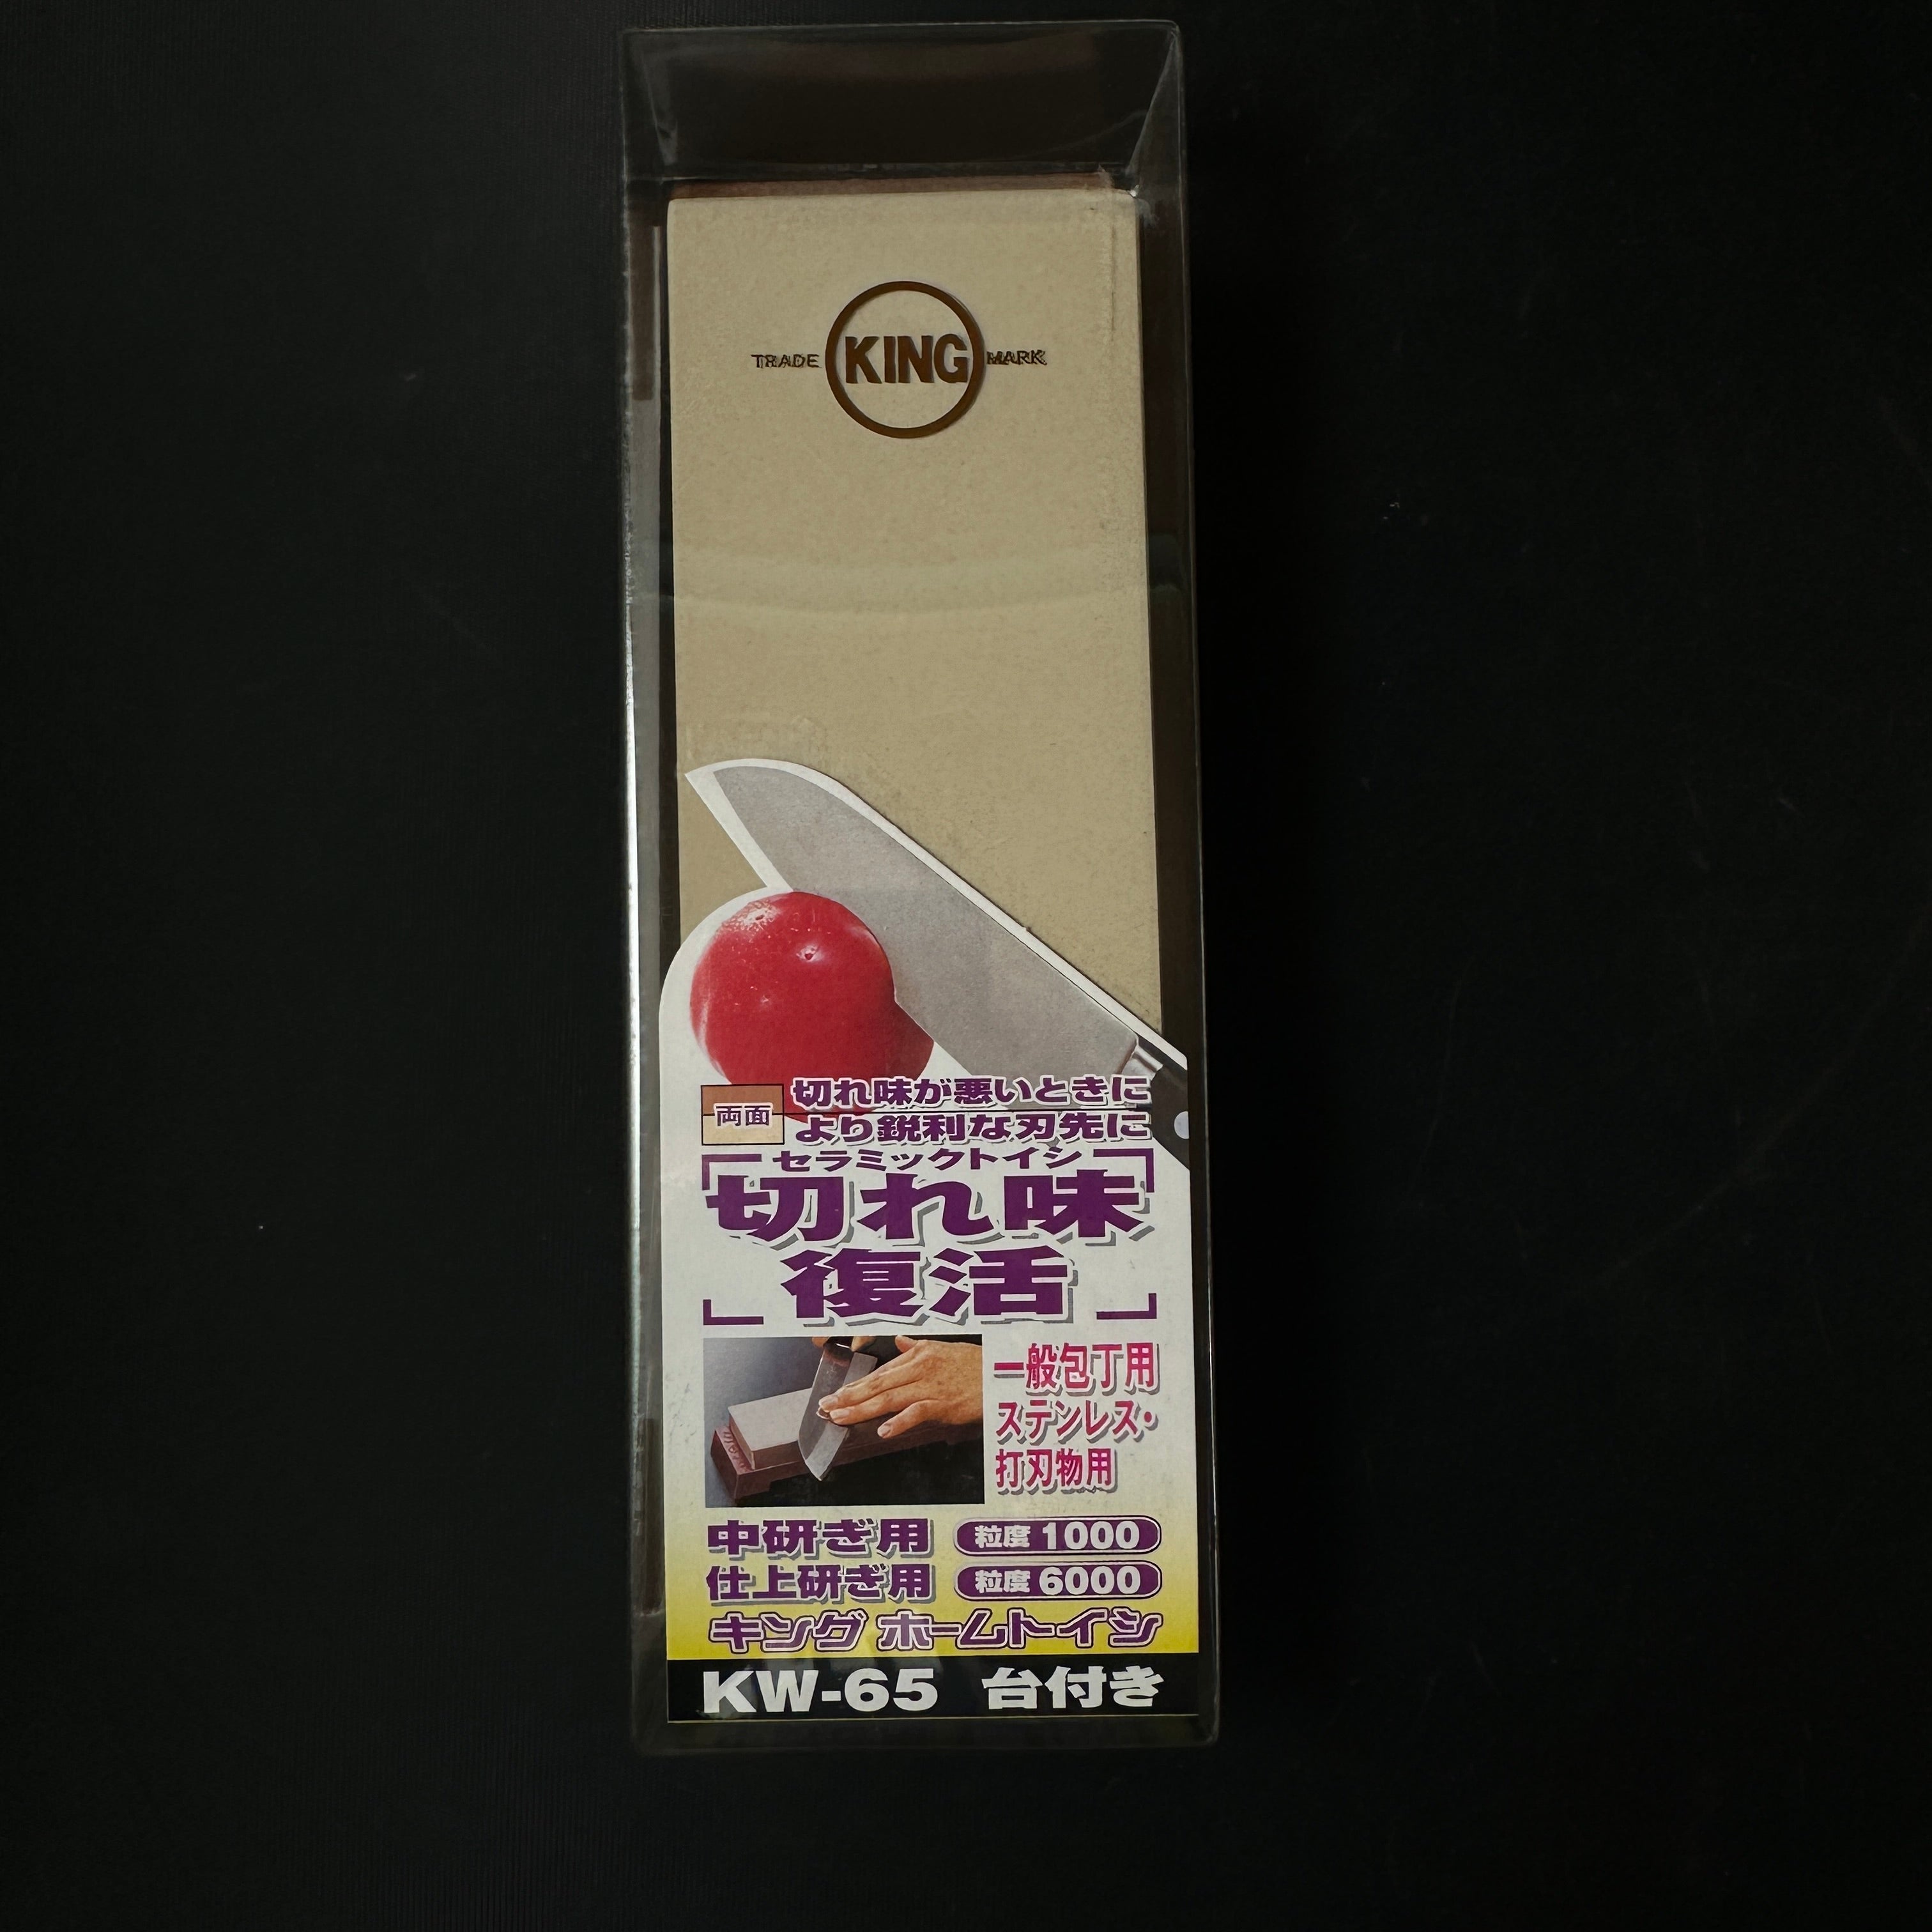 TRADE KING MARK
両面
切れ味が悪いときに
より鋭利な刃先に
セラミックトイシ
切れ味
復活
一般包丁用
ステンレス・
打刃物用
中研ぎ用 粒度1000
仕上研ぎ用 粒度6000
キング ホームトイシ
KW-65 台付き